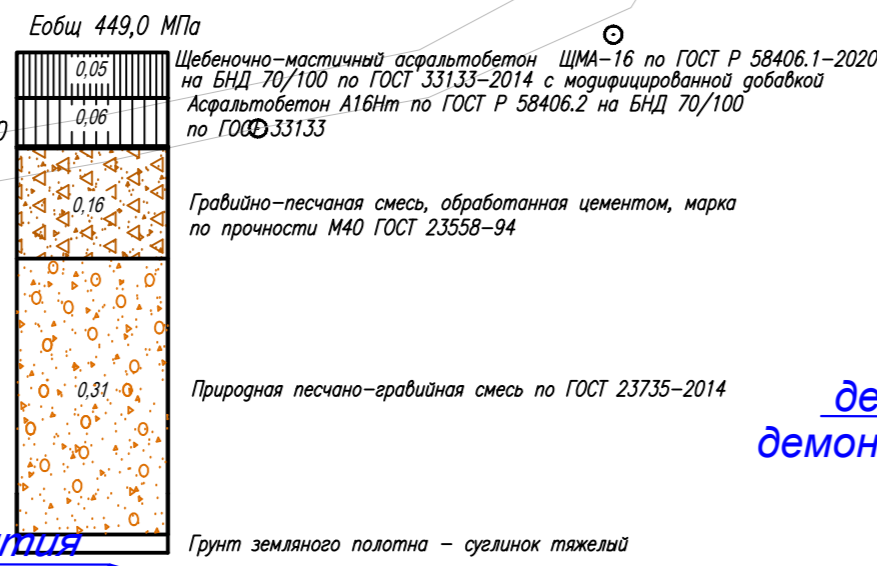 Еобщ 449,0 МПа
0,05
Щебеночно-мастичный асфальтобетон ЩМА-16 по ГОСТ Р 58406.1-2020
на БНД 70/100 по ГОСТ 33133-2014 с модифицированной добавкой
0,06
Асфальтобетон А16Нт по ГОСТ Р 58406.2 на БНД 70/100
по ГОСТ 33133
0,16
Гравийно-песчаная смесь, обработанная цементом, марка
по прочности М40 ГОСТ 23558-94
0,31
Природная песчано-гравийная смесь по ГОСТ 23735-2014
де
демон
Грунт земляного полотна - суглинок тяжелый